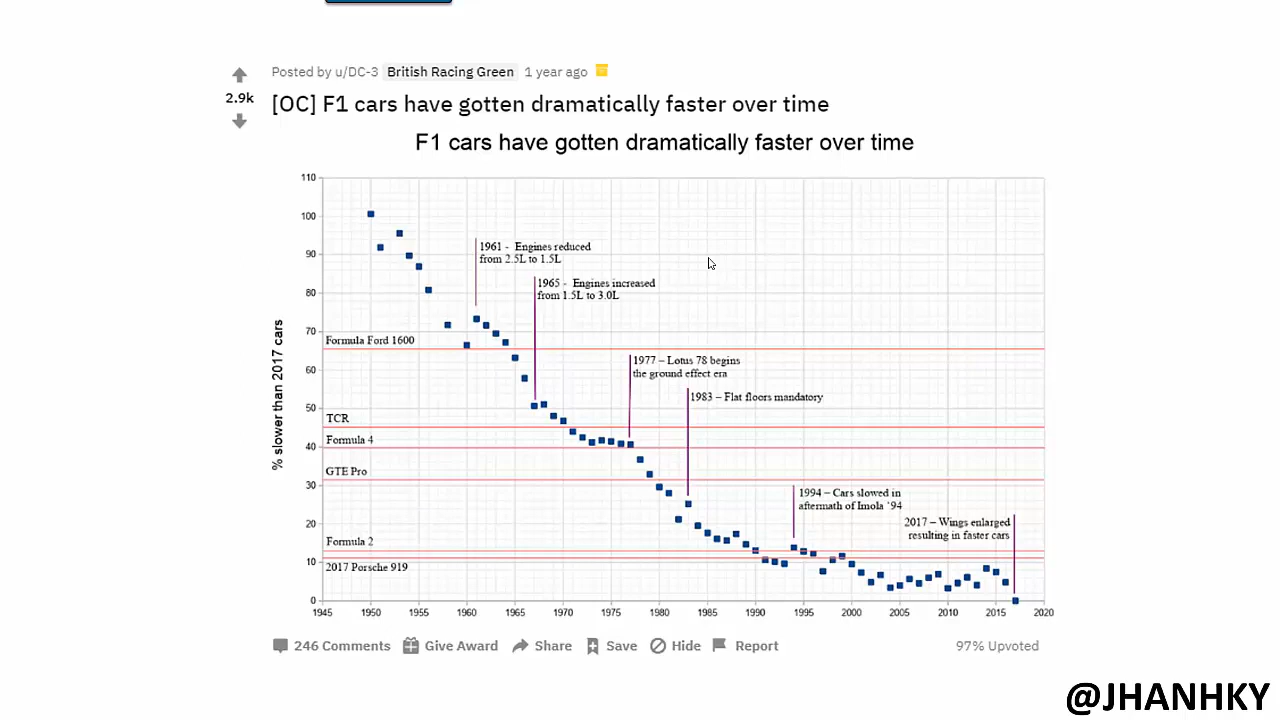 Posted by u/DC-3 British Racing Green 1 year ago
2.9k
[OC] F1 cars have gotten dramatically faster over time
F1 cars have gotten dramatically faster over time
110
100
90
80
70
60
50
40
30
20
10
0
% slower than 2017 cars
1961 - Engines reduced
from 2.5L to 1.5L
1965 - Engines increased
from 1.5L to 3.0L
Formula Ford 1600
1977 – Lotus 78 begins
the ground effect era
1983 – Flat floors mandatory
TCR
Formula 4
GTE Pro
1994 – Cars slowed in
aftermath of Imola '94
2017 – Wings enlarged
resulting in faster cars
Formula 2
2017 Porsche 919
1945 1950 1955 1960 1965 1970 1975 1980 1985 1990 1995 2000 2005 2010 2015 2020
246 Comments Give Award Share Save Hide Report 97% Upvoted
@JHANHKY